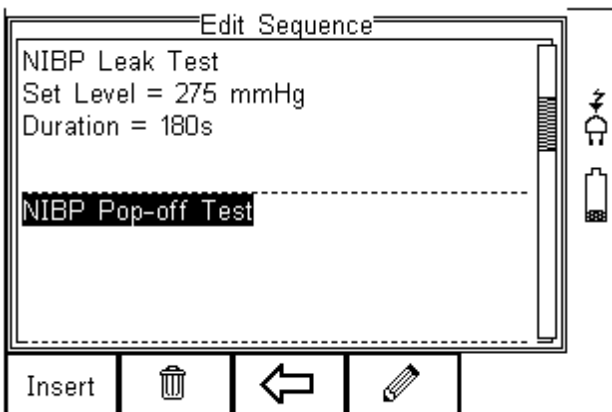 Edit Sequence
NIBP Leak Test
Set Level = 275 mmHg
Duration = 180s
NIBP Pop-off Test
Insert